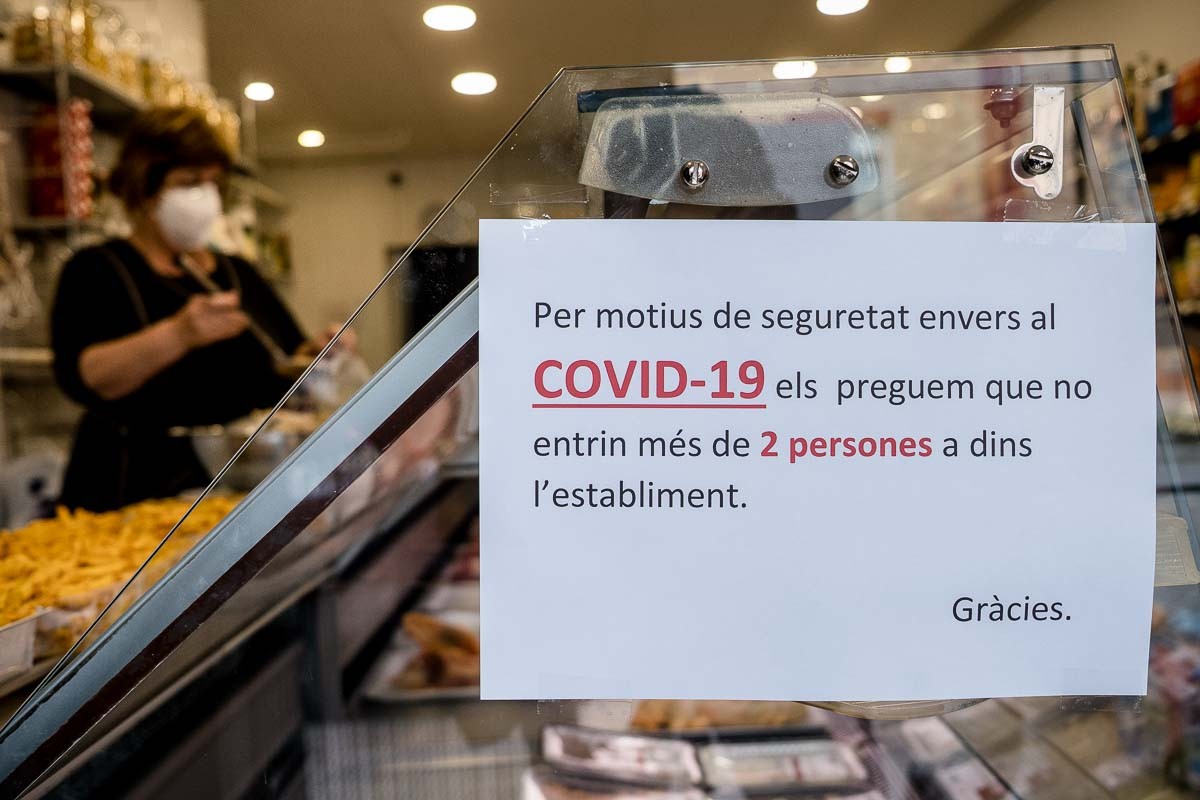 Per motius de seguretat envers al
COVID-19 els preguem que no
entrin més de 2 persones a dins
l’establiment.
Gràcies.